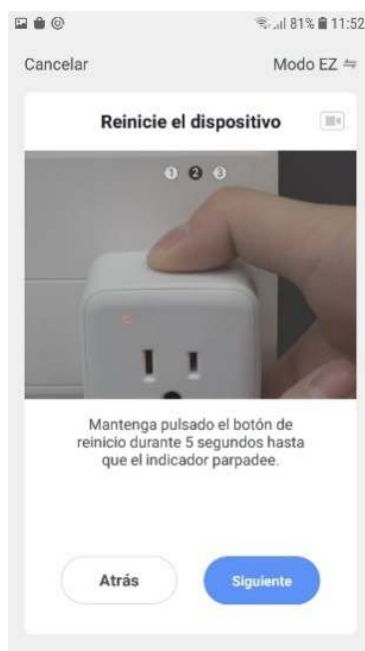 81% 11:52
Cancelar Modo EZ ⇋
Reinicie el dispositivo
1 2 3
Mantenga pulsado el botón de
reinicio durante 5 segundos hasta
que el indicador parpadee.
Atrás Siguiente